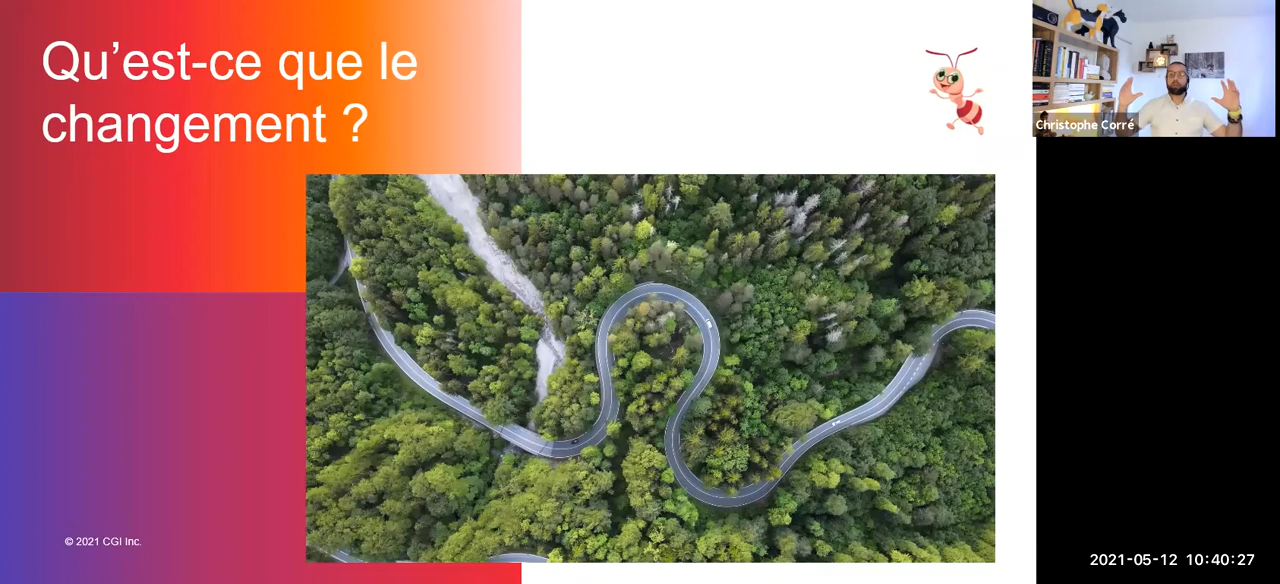 Qu’est-ce que le
changement ?
Christophe Corré
© 2021 CGI Inc.
2021-05-12 10:40:27